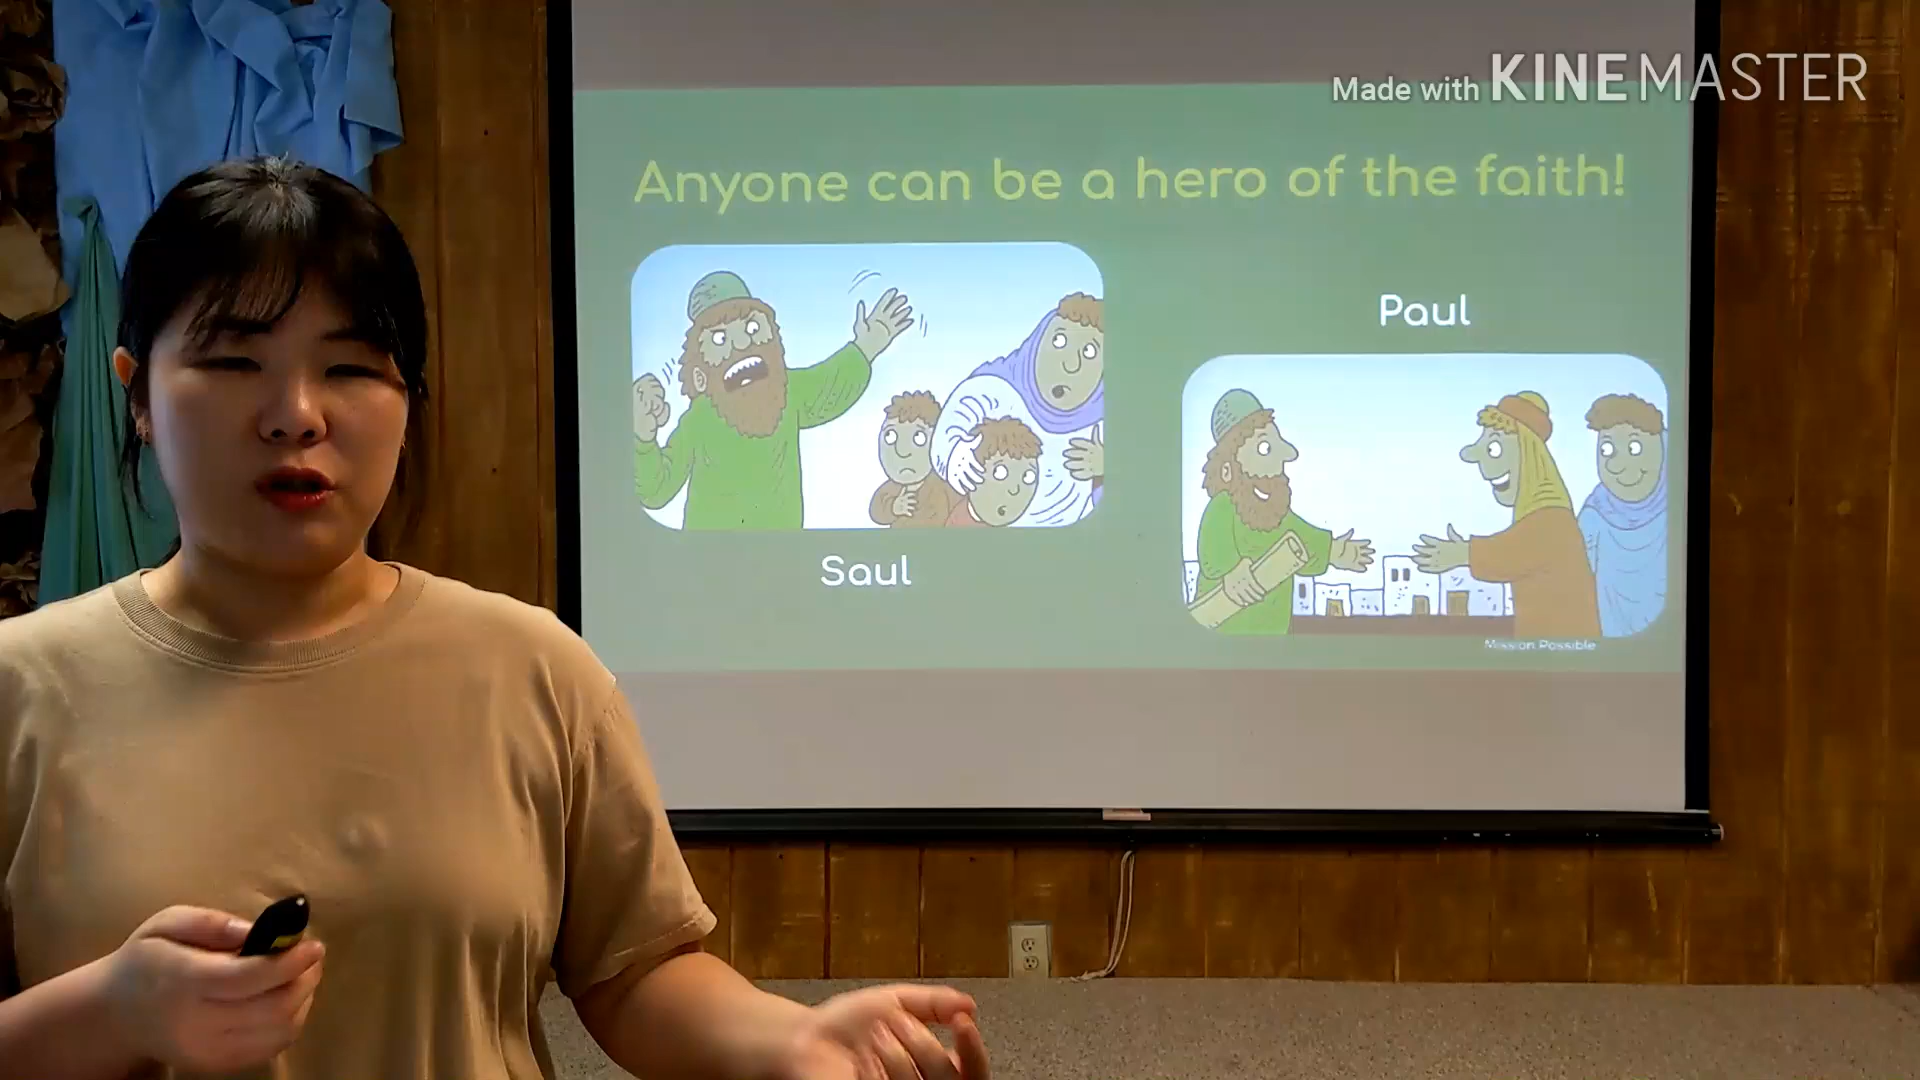 Made with KINEMASTER
Anyone can be a hero of the faith!
Paul
Saul
Mission Possible